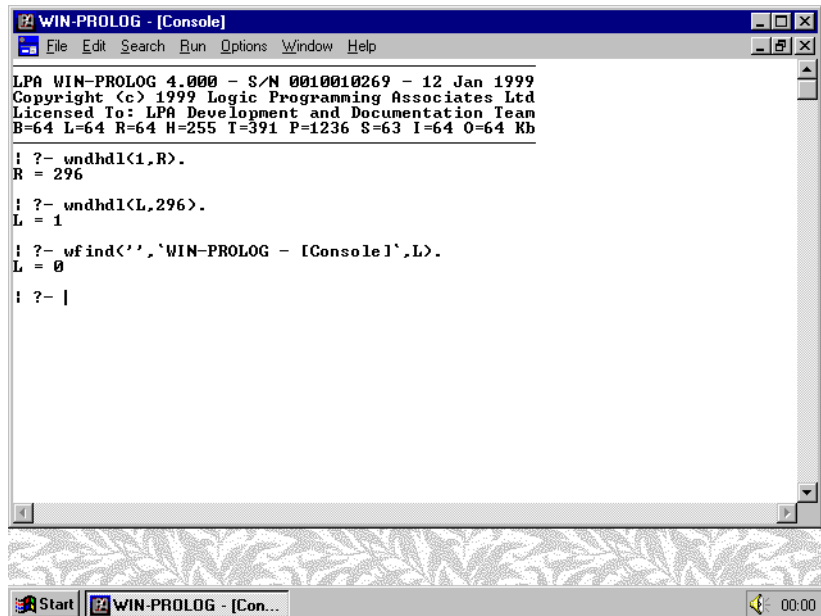 WIN-PROLOG - [Console]
File Edit Search Run Options Window Help
LPA WIN-PROLOG 4.000 - S/N 0010010269 - 12 Jan 1999
Copyright (c) 1999 Logic Programming Associates Ltd
Licensed To: LPA Development and Documentation Team
B=64 L=64 R=64 H=255 T=391 P=1236 S=63 I=64 O=64 Kb
| ?- wndhdl(1,R).
R = 296
| ?- wndhdl(L,296).
L = 1
| ?- wfind('',`WIN-PROLOG - [Console]`,L).
L = 0
| ?- |
Start WIN-PROLOG - [Con... 00:00